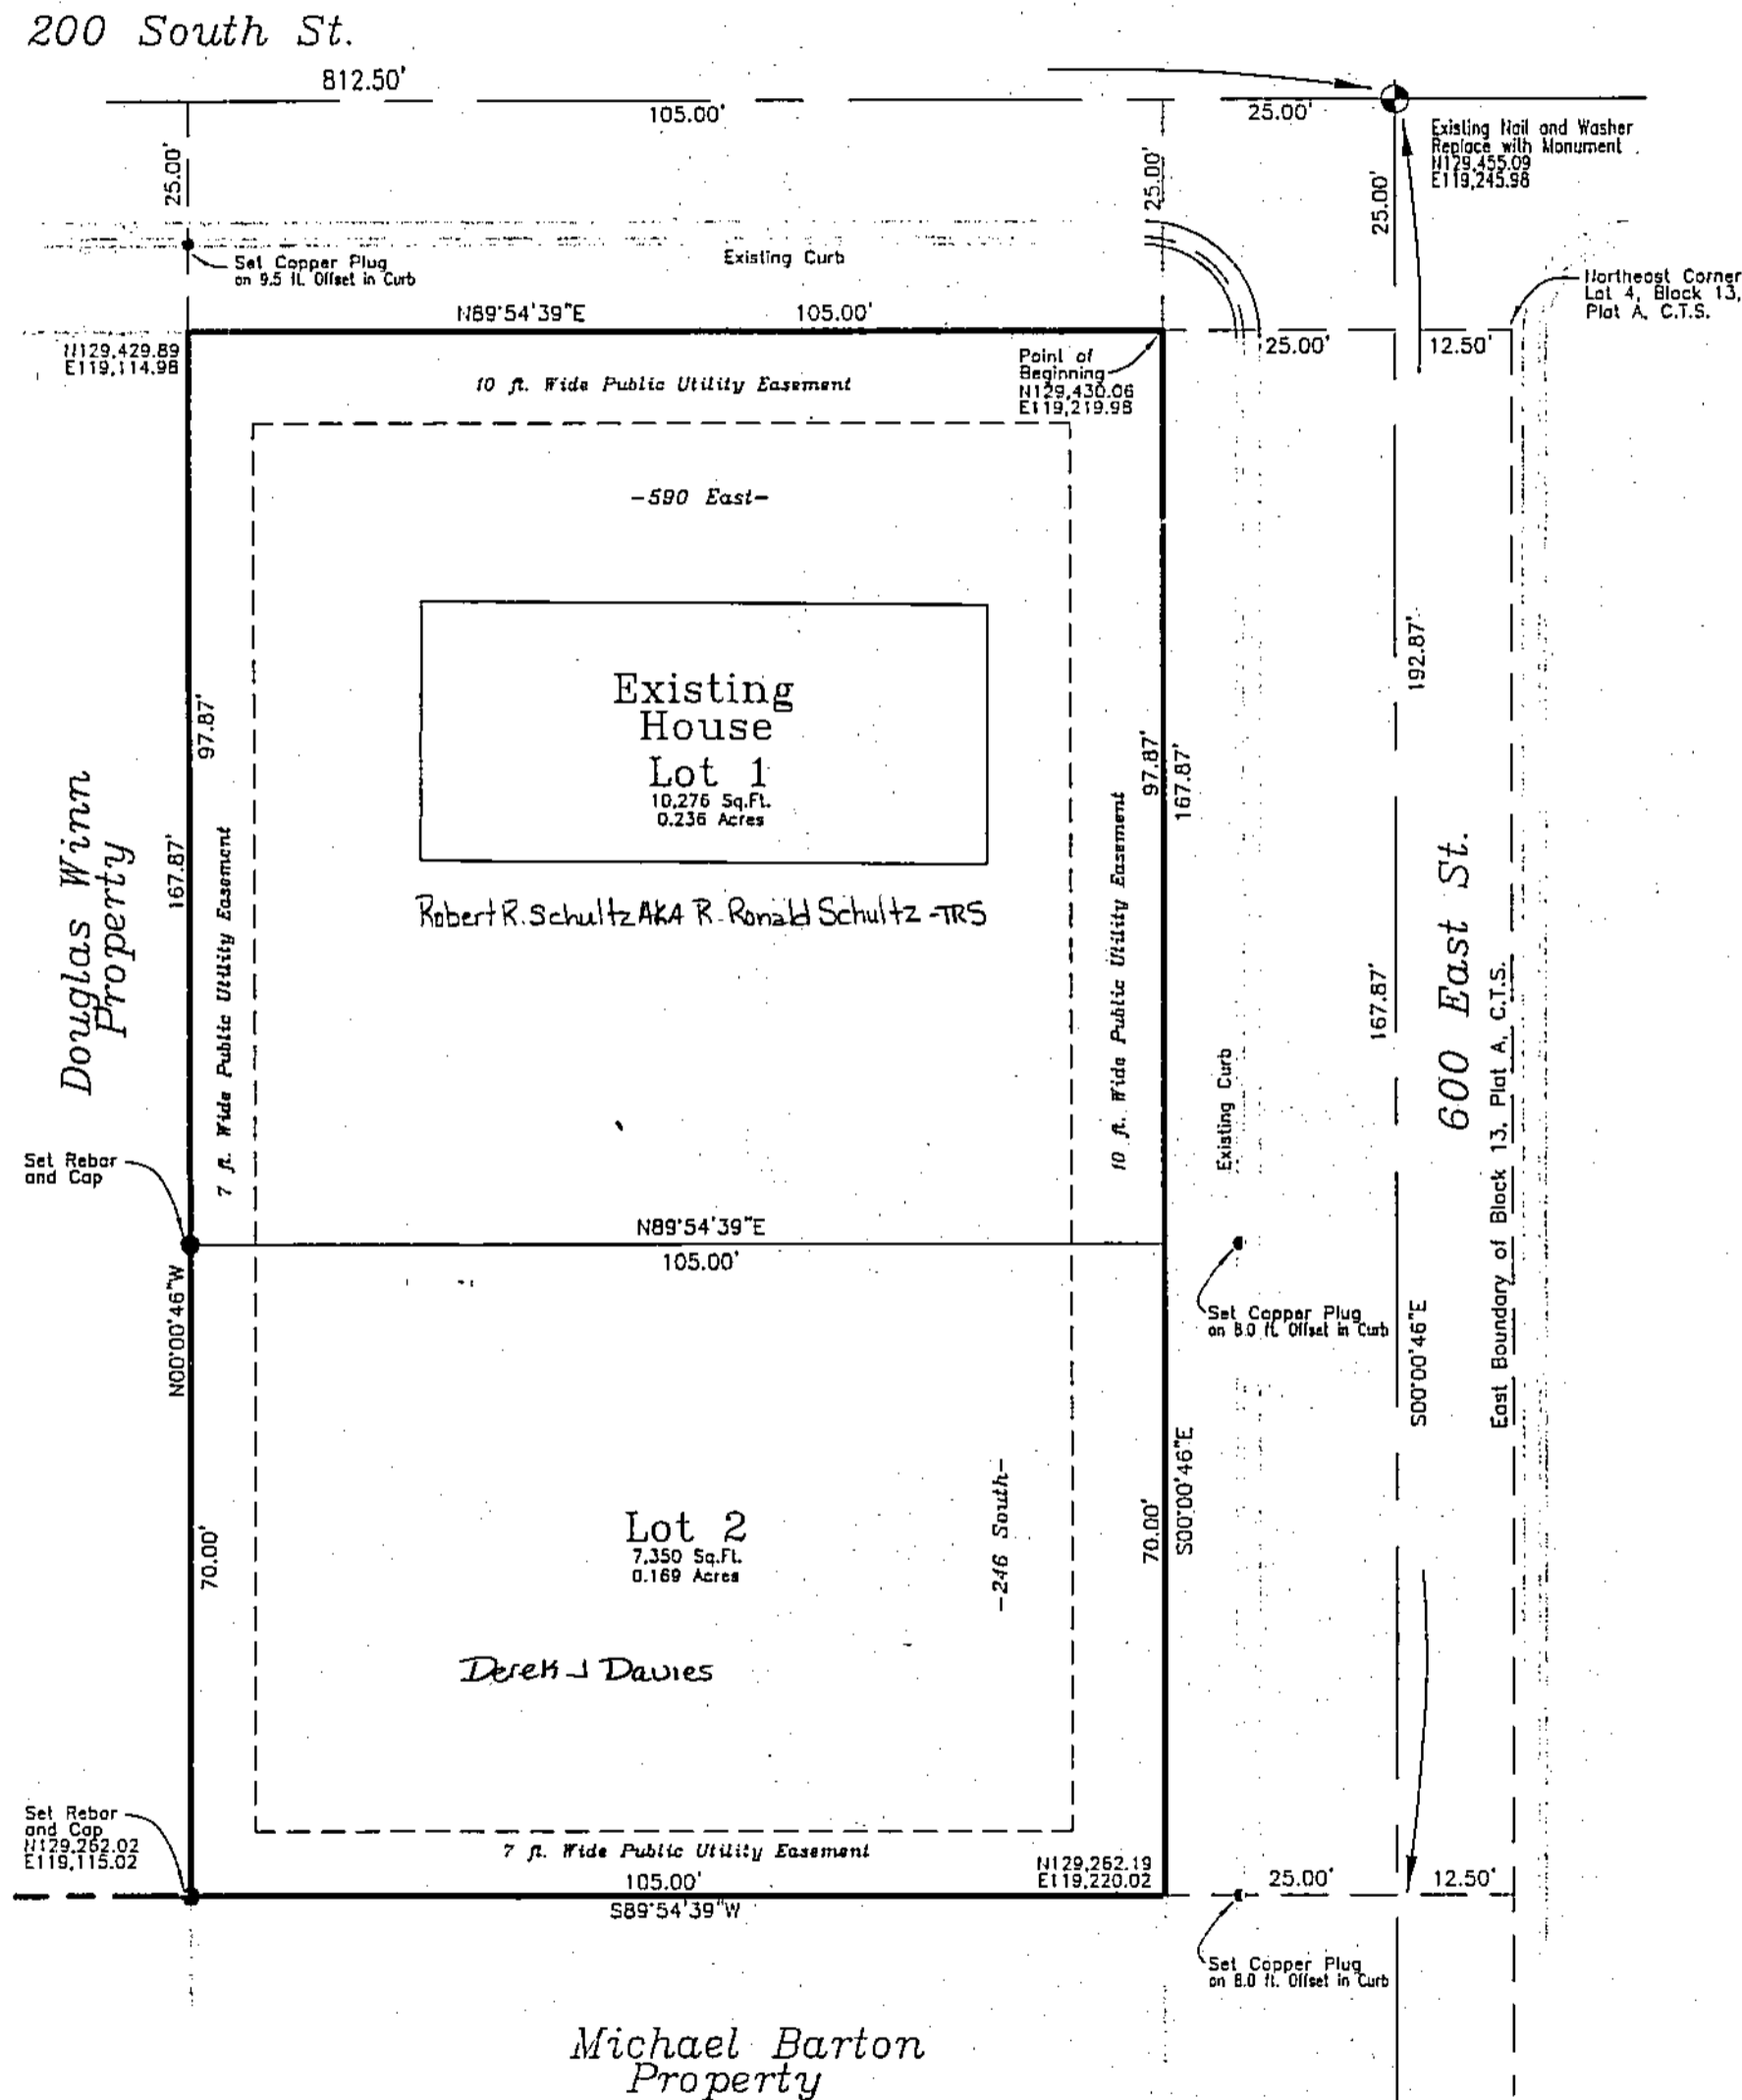 200 South St.
812.50'
105.00'
25.00'
25.00'
25.00'
25.00'
Existing Nail and Washer
Replace with Monument
N129,455.09
E119,245.98
Set Copper Plug
on 9.5 ft. Offset in Curb
Existing Curb
Northeast Corner
Lot 4, Block 13,
Plat A, C.T.S.
N89°54'39"E
105.00'
25.00'
12.50'
N129,429.89
E119,114.98
Point of
Beginning
N129,430.06
E119,219.98
10 ft. Wide Public Utility Easement
-590 East-
Existing
House
Lot 1
10,276 Sq.Ft.
0.236 Acres
Robert R. Schultz AKA R. Ronald Schultz -TRS
97.87'
167.87'
Douglas Winn
Property
7 ft. Wide Public Utility Easement
10 ft. Wide Public Utility Easement
97.87'
167.87'
192.87'
167.87'
600 East St.
East Boundary of Block 13, Plat A, C.T.S.
Existing Curb
Set Rebar
and Cap
N89°54'39"E
105.00'
Set Copper Plug
on 8.0 ft. Offset in Curb
N00°00'46"W
S00°00'46"E
S00°00'46"E
70.00'
70.00'
Lot 2
7,350 Sq.Ft.
0.169 Acres
-246 South-
Derek J Davies
Set Rebar
and Cap
N129,262.02
E119,115.02
7 ft. Wide Public Utility Easement
105.00'
S89°54'39"W
N129,262.19
E119,220.02
25.00'
12.50'
Set Copper Plug
on 8.0 ft. Offset in Curb
Michael Barton
Property